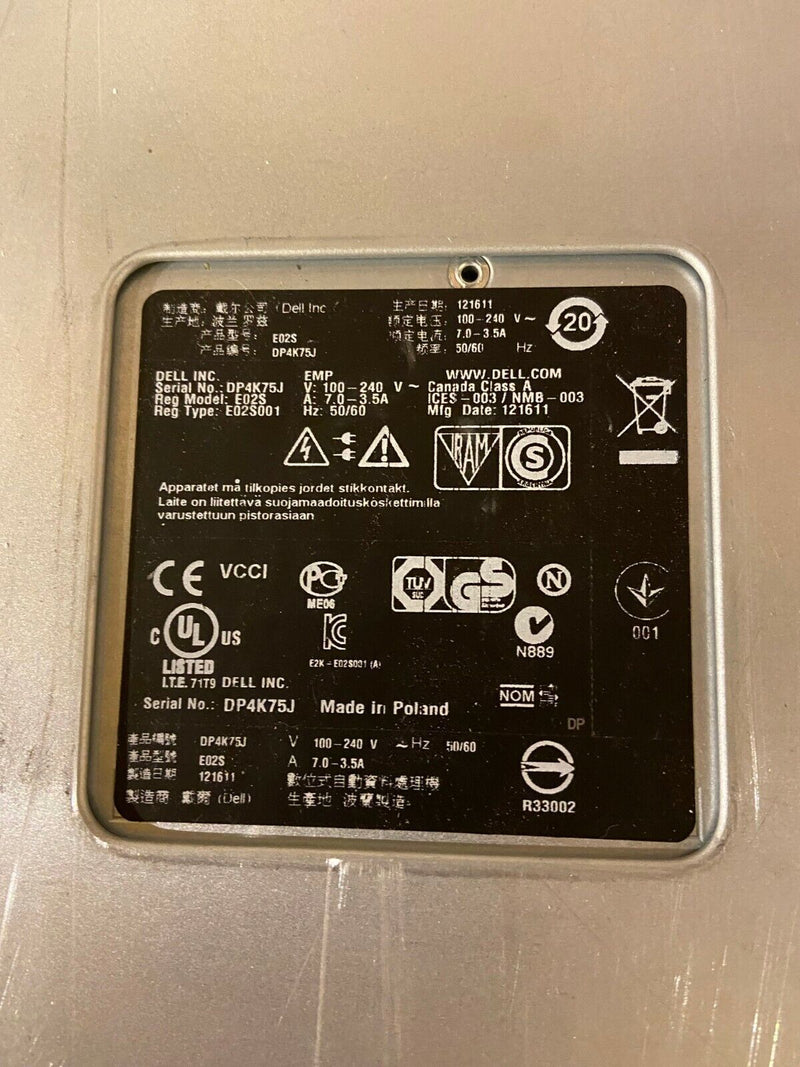 制造商: 戴尔公司 (Dell Inc
生产地: 波兰罗兹
产品型号: E02S
产品编号: DP4K75J
生产日期: 121611
额定电压: 100-240 V ~
额定电流: 7.0-3.5A
频率: 50/60 Hz
20
DELL INC. EMP WWW.DELL.COM
Serial No.: DP4K75J V: 100-240 V ~ Canada Class A
Reg Model: E02S A: 7.0-3.5A ICES-003 / NMB-003
Reg Type: E02S001 Hz: 50/60 Mfg Date: 121611
IRAM S
ARGENTINA
Apparatet må tilkopies jordet stikkontakt.
Laite on liitettävä suojamaadoituskoskettimilla
varustettuun pistorasiaan
CE VCCI
ME06
TÜV SUD GS
N
N889
001
C UL US
LISTED
I.T.E. 71T9 DELL INC.
E2K-E02S001 (A)
NOM
Serial No.: DP4K75J Made in Poland
DP
產品編號 DP4K75J V 100-240 V ~ Hz 50/60
產品型號 E02S A 7.0-3.5A
製造日期 121611 數位式自動資料處理機
製造商 戴爾 (Dell) 生產地 波蘭製造
R33002